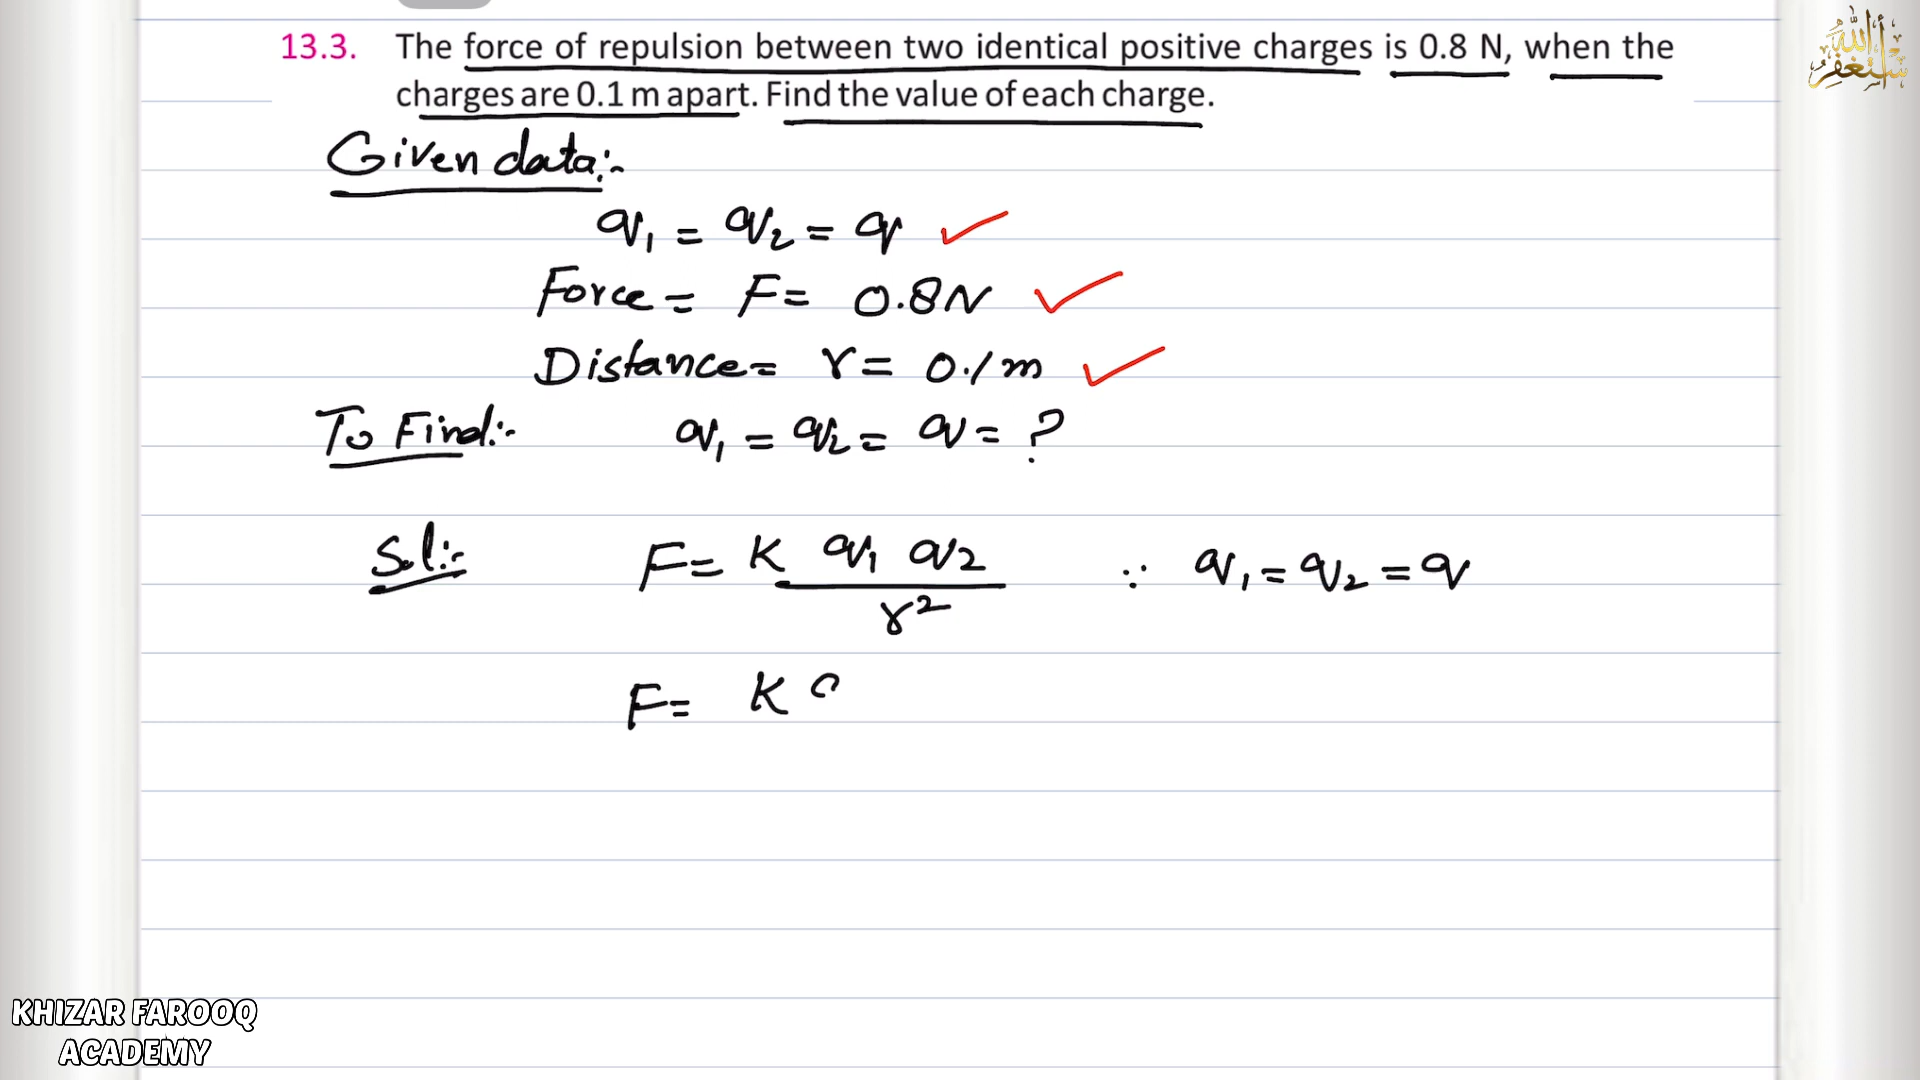 13.3. The force of repulsion between two identical positive charges is 0.8 N, when the
charges are 0.1 m apart. Find the value of each charge.
Given data:-
q₁ = q₂ = q ✓
Force = F = 0.8N ✓
Distance = r = 0.1m ✓
To Find:- q₁ = q₂ = q = ?
Sol:- F = K q₁ q₂ / r² ∵ q₁ = q₂ = q
F = K
KHIZAR FAROOQ
ACADEMY
أستغفر الله